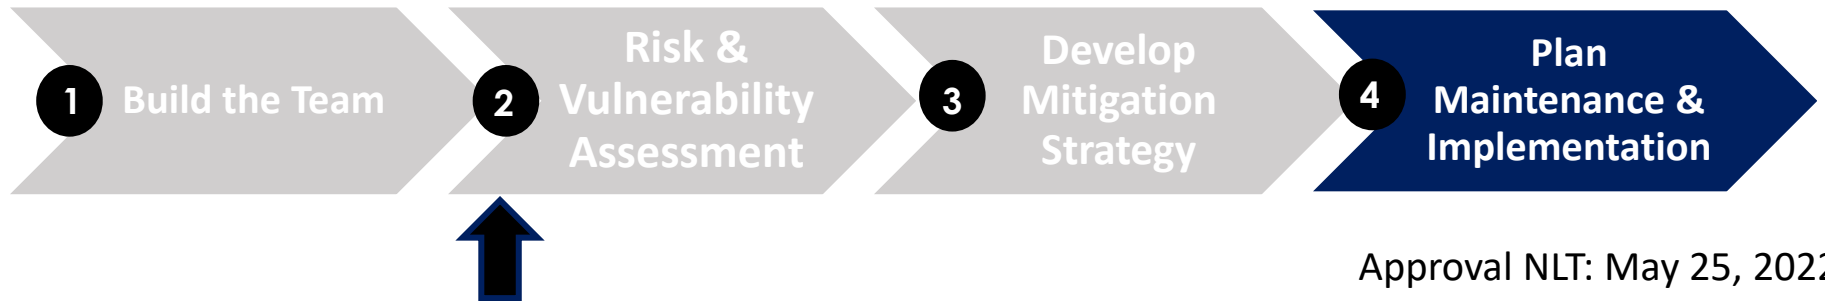 1
Build the Team
2
Risk &
Vulnerability
Assessment
3
Develop
Mitigation
Strategy
4
Plan
Maintenance &
Implementation
Approval NLT: May 25, 2022